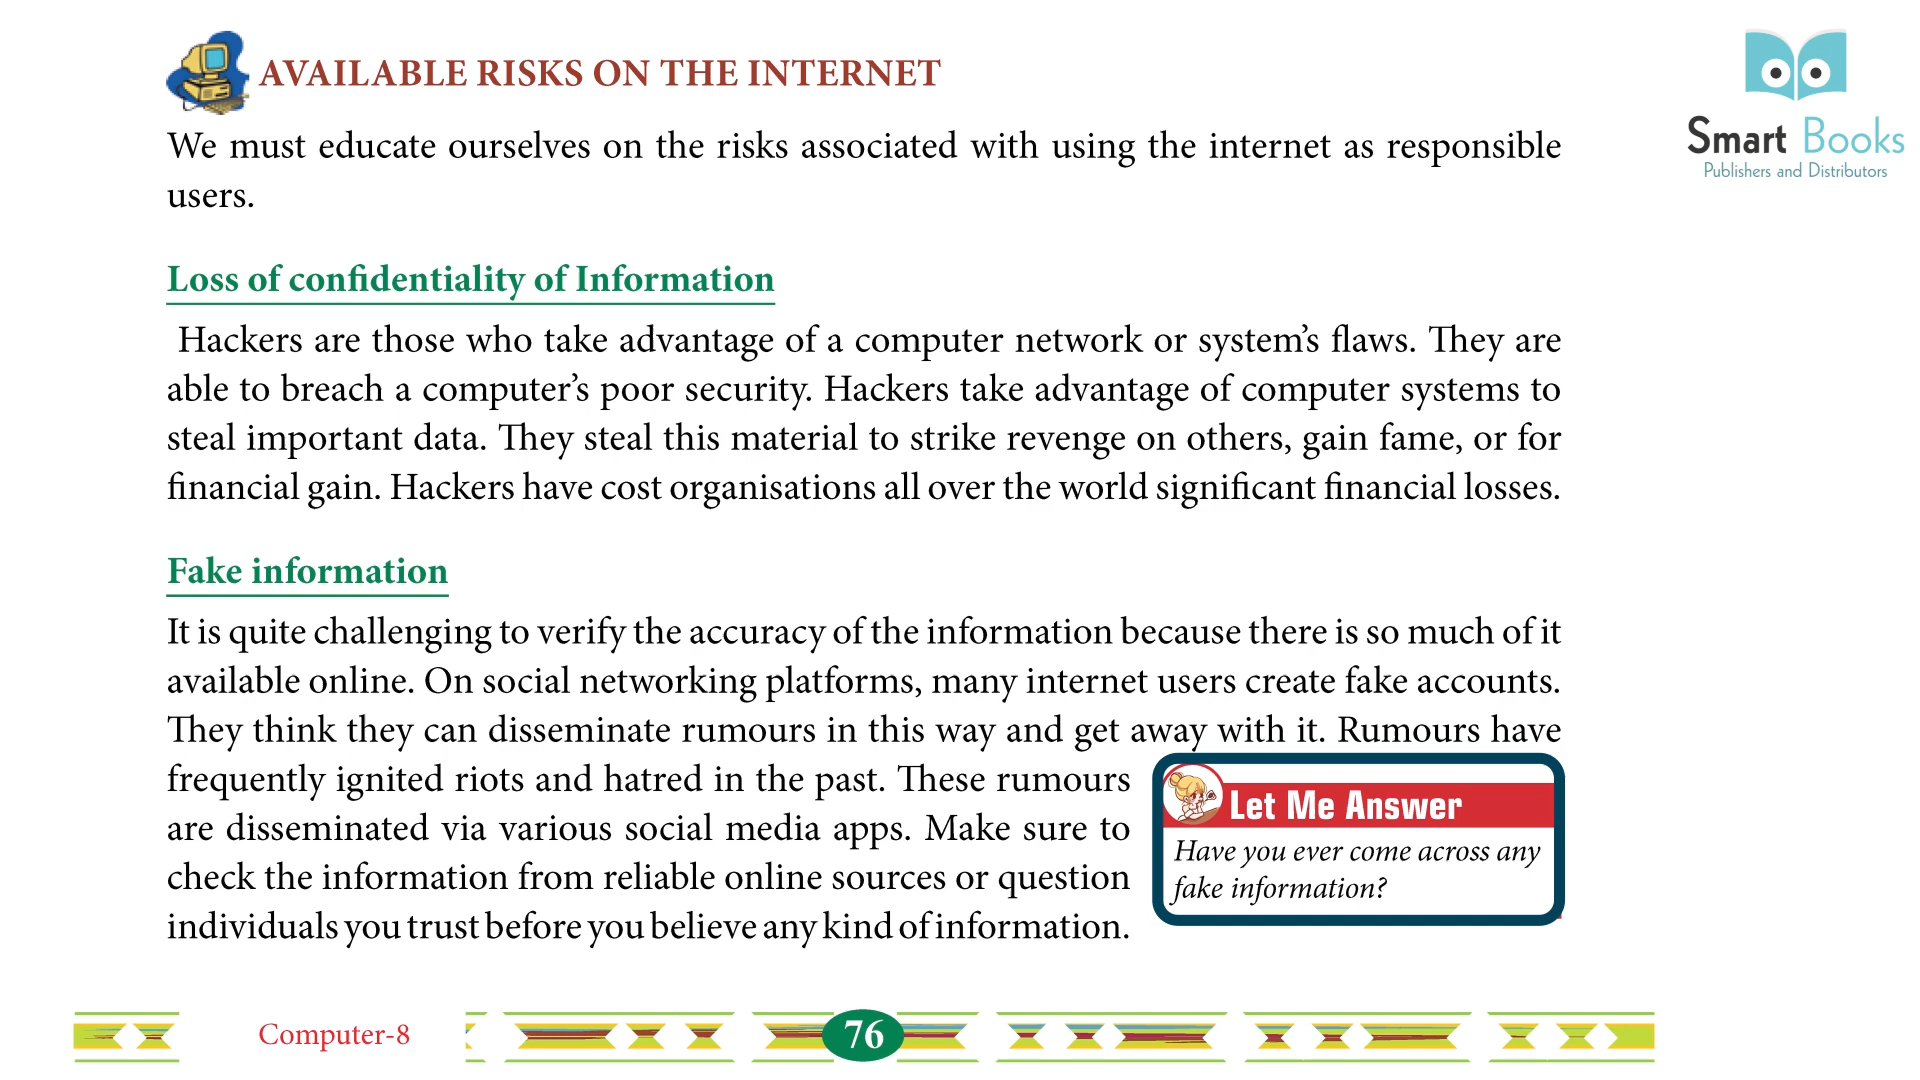 AVAILABLE RISKS ON THE INTERNET
Smart Books
Publishers and Distributors
We must educate ourselves on the risks associated with using the internet as responsible
users.
Loss of confidentiality of Information
Hackers are those who take advantage of a computer network or system’s flaws. They are
able to breach a computer’s poor security. Hackers take advantage of computer systems to
steal important data. They steal this material to strike revenge on others, gain fame, or for
financial gain. Hackers have cost organisations all over the world significant financial losses.
Fake information
It is quite challenging to verify the accuracy of the information because there is so much of it
available online. On social networking platforms, many internet users create fake accounts.
They think they can disseminate rumours in this way and get away with it. Rumours have
frequently ignited riots and hatred in the past. These rumours
are disseminated via various social media apps. Make sure to
check the information from reliable online sources or question
individuals you trust before you believe any kind of information.
Let Me Answer
Have you ever come across any
fake information?
Computer-8
76